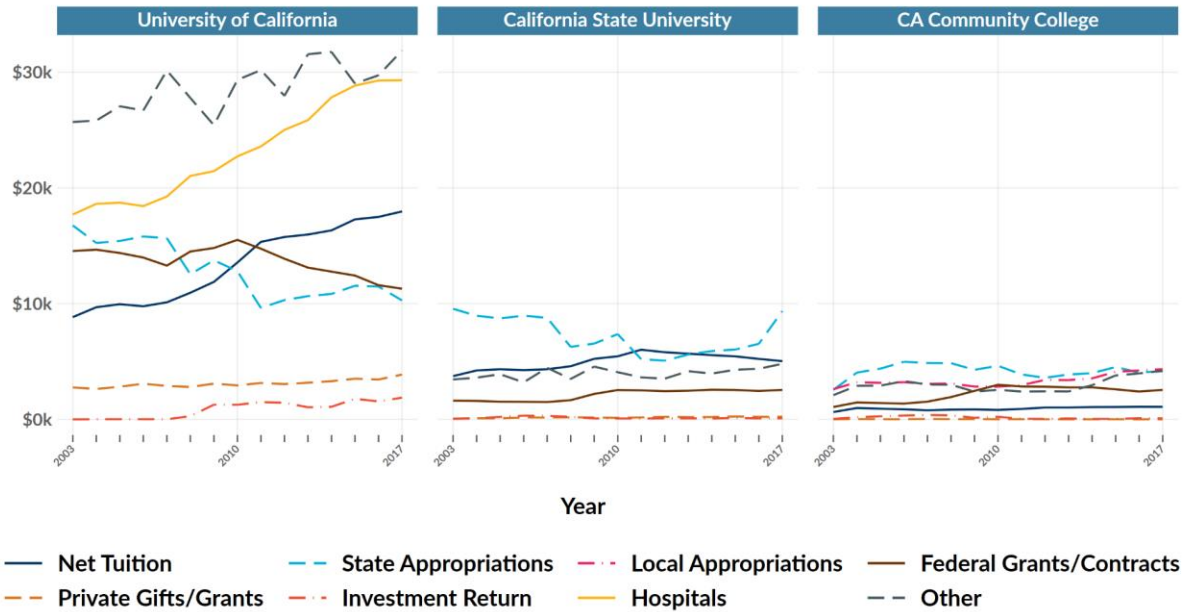 University of California California State University CA Community College
$30k
$20k
$10k
$0k
2003 2010 2017 2003 2010 2017 2003 2010 2017
Year
Net Tuition State Appropriations Local Appropriations Federal Grants/Contracts
Private Gifts/Grants Investment Return Hospitals Other